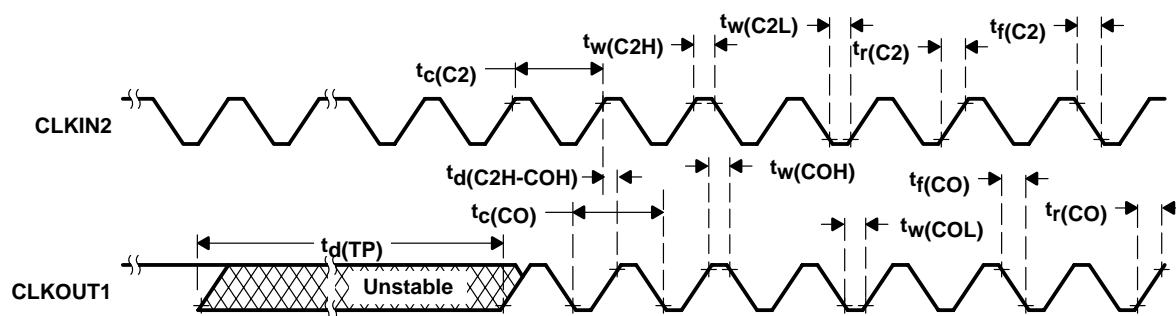 tw(C2L)
tf(C2)
tw(C2H)
tr(C2)
tc(C2)
CLKIN2
td(C2H-COH)
tw(COH)
tf(CO)
tc(CO)
tr(CO)
tw(COL)
td(TP)
CLKOUT1
Unstable